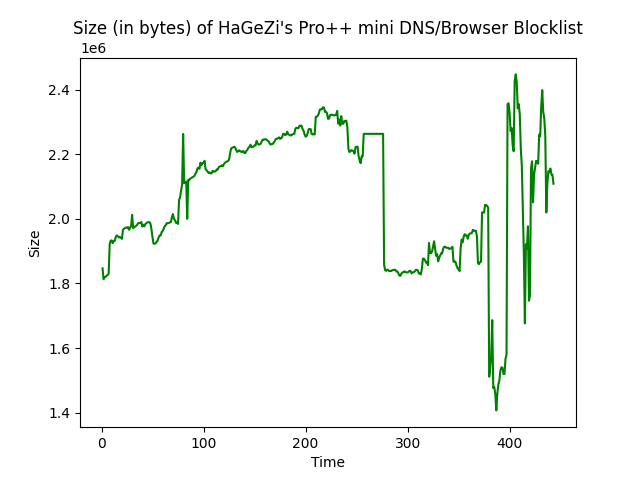 Size (in bytes) of HaGeZi's Pro++ mini DNS/Browser Blocklist
1e6
2.4
2.2
2.0
1.8
1.6
1.4
Size
0 100 200 300 400
Time